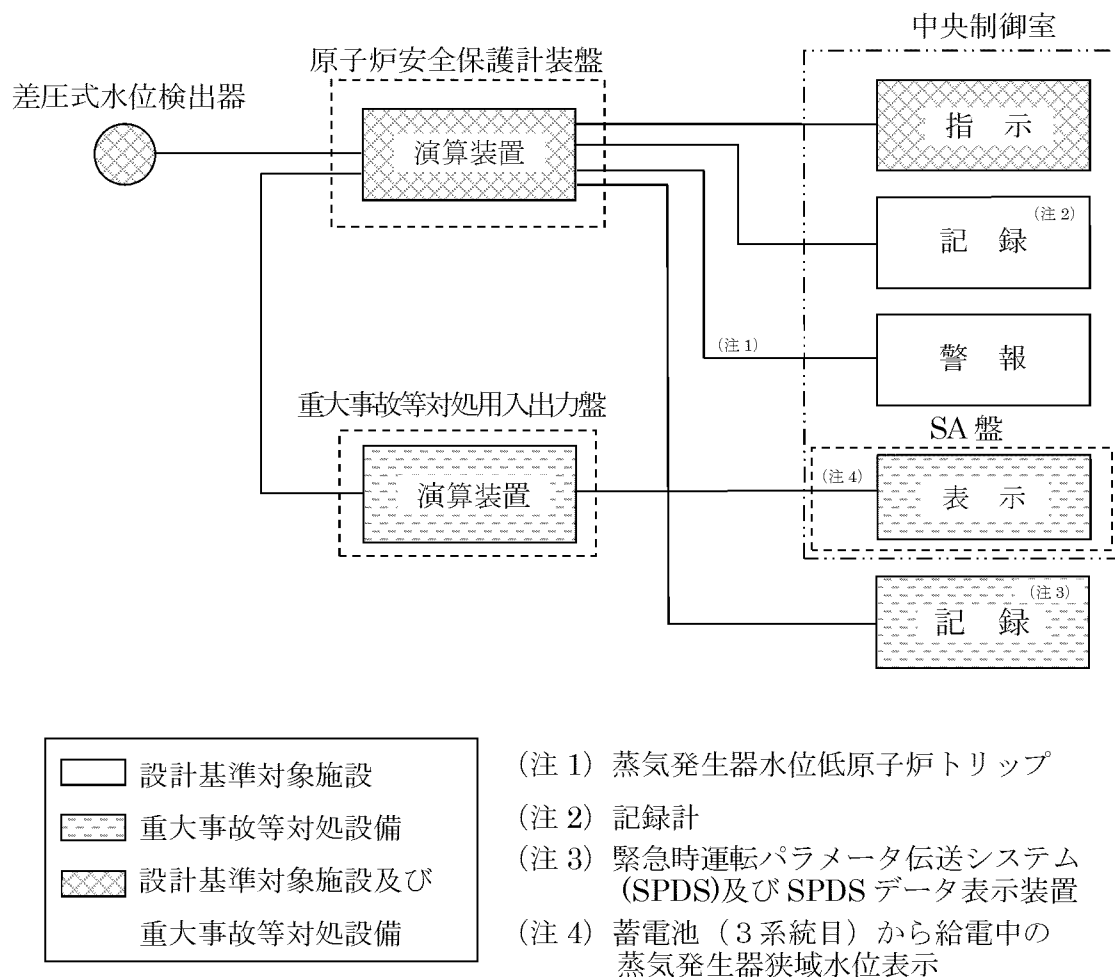 中央制御室
原子炉安全保護計装盤
差圧式水位検出器
演算装置
指 示
(注 2)
記 録
(注 1)
警 報
重大事故等対処用入出力盤
SA 盤
演算装置
(注 4)
表 示
(注 3)
記 録
設計基準対象施設
重大事故等対処設備
設計基準対象施設及び
重大事故等対処設備
(注 1) 蒸気発生器水位低原子炉トリップ
(注 2) 記録計
(注 3) 緊急時運転パラメータ伝送システム
(SPDS)及び SPDS データ表示装置
(注 4) 蓄電池（３系統目）から給電中の
蒸気発生器狭域水位表示